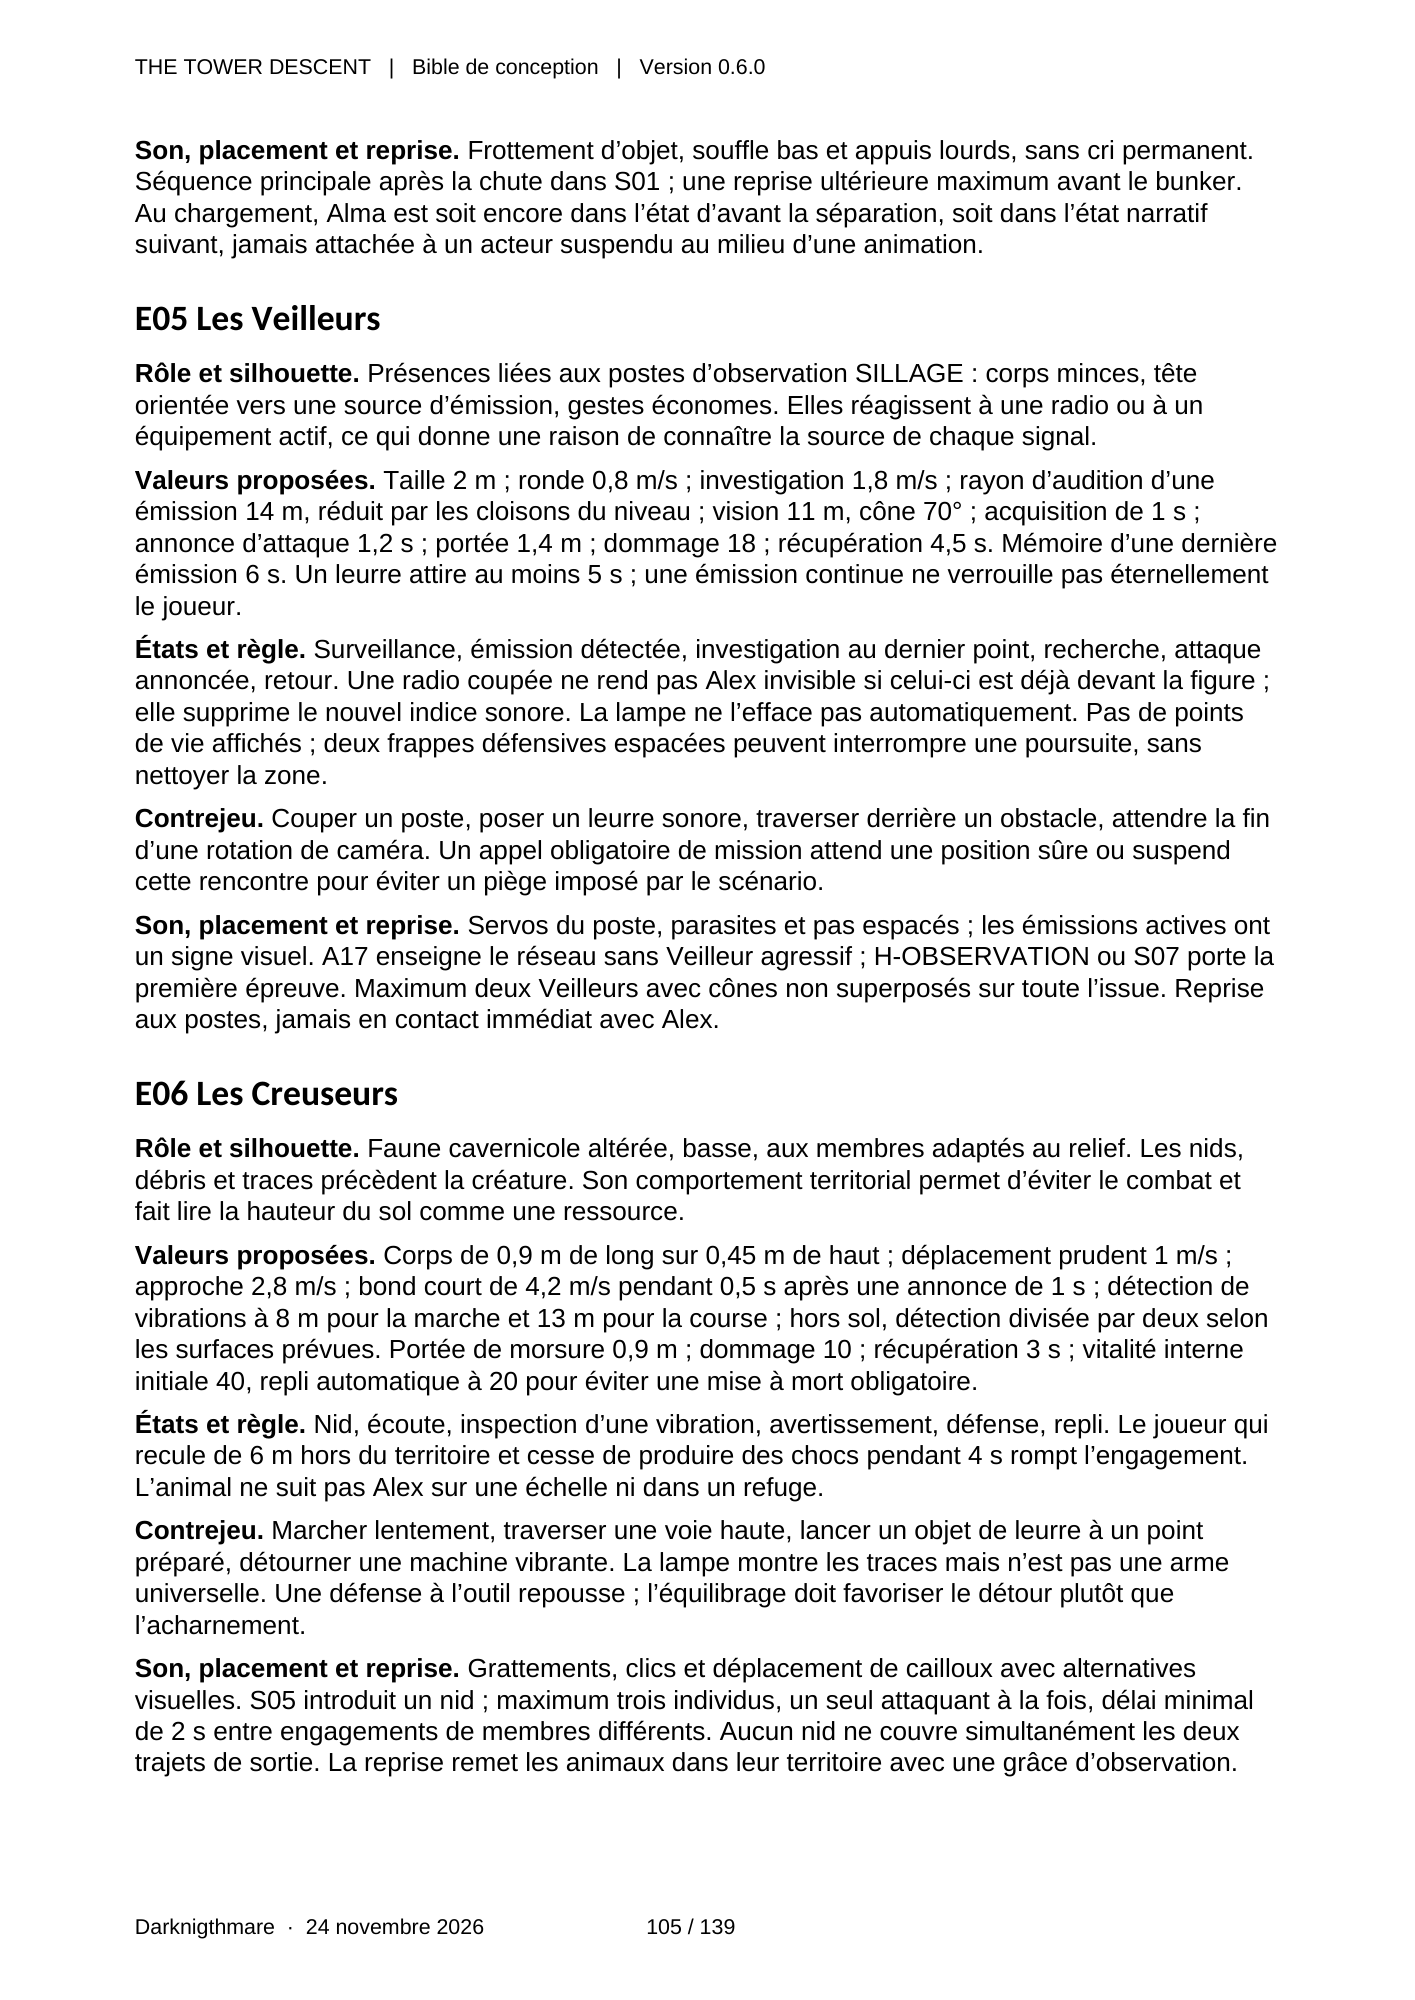 THE TOWER DESCENT | Bible de conception | Version 0.6.0
Son, placement et reprise. Frottement d’objet, souffle bas et appuis lourds, sans cri permanent.
Séquence principale après la chute dans S01 ; une reprise ultérieure maximum avant le bunker.
Au chargement, Alma est soit encore dans l’état d’avant la séparation, soit dans l’état narratif
suivant, jamais attachée à un acteur suspendu au milieu d’une animation.
E05 Les Veilleurs
Rôle et silhouette. Présences liées aux postes d’observation SILLAGE : corps minces, tête
orientée vers une source d’émission, gestes économes. Elles réagissent à une radio ou à un
équipement actif, ce qui donne une raison de connaître la source de chaque signal.
Valeurs proposées. Taille 2 m ; ronde 0,8 m/s ; investigation 1,8 m/s ; rayon d’audition d’une
émission 14 m, réduit par les cloisons du niveau ; vision 11 m, cône 70° ; acquisition de 1 s ;
annonce d’attaque 1,2 s ; portée 1,4 m ; dommage 18 ; récupération 4,5 s. Mémoire d’une dernière
émission 6 s. Un leurre attire au moins 5 s ; une émission continue ne verrouille pas éternellement
le joueur.
États et règle. Surveillance, émission détectée, investigation au dernier point, recherche, attaque
annoncée, retour. Une radio coupée ne rend pas Alex invisible si celui-ci est déjà devant la figure ;
elle supprime le nouvel indice sonore. La lampe ne l’efface pas automatiquement. Pas de points
de vie affichés ; deux frappes défensives espacées peuvent interrompre une poursuite, sans
nettoyer la zone.
Contrejeu. Couper un poste, poser un leurre sonore, traverser derrière un obstacle, attendre la fin
d’une rotation de caméra. Un appel obligatoire de mission attend une position sûre ou suspend
cette rencontre pour éviter un piège imposé par le scénario.
Son, placement et reprise. Servos du poste, parasites et pas espacés ; les émissions actives ont
un signe visuel. A17 enseigne le réseau sans Veilleur agressif ; H-OBSERVATION ou S07 porte la
première épreuve. Maximum deux Veilleurs avec cônes non superposés sur toute l’issue. Reprise
aux postes, jamais en contact immédiat avec Alex.
E06 Les Creuseurs
Rôle et silhouette. Faune cavernicole altérée, basse, aux membres adaptés au relief. Les nids,
débris et traces précèdent la créature. Son comportement territorial permet d’éviter le combat et
fait lire la hauteur du sol comme une ressource.
Valeurs proposées. Corps de 0,9 m de long sur 0,45 m de haut ; déplacement prudent 1 m/s ;
approche 2,8 m/s ; bond court de 4,2 m/s pendant 0,5 s après une annonce de 1 s ; détection de
vibrations à 8 m pour la marche et 13 m pour la course ; hors sol, détection divisée par deux selon
les surfaces prévues. Portée de morsure 0,9 m ; dommage 10 ; récupération 3 s ; vitalité interne
initiale 40, repli automatique à 20 pour éviter une mise à mort obligatoire.
États et règle. Nid, écoute, inspection d’une vibration, avertissement, défense, repli. Le joueur qui
recule de 6 m hors du territoire et cesse de produire des chocs pendant 4 s rompt l’engagement.
L’animal ne suit pas Alex sur une échelle ni dans un refuge.
Contrejeu. Marcher lentement, traverser une voie haute, lancer un objet de leurre à un point
préparé, détourner une machine vibrante. La lampe montre les traces mais n’est pas une arme
universelle. Une défense à l’outil repousse ; l’équilibrage doit favoriser le détour plutôt que
l’acharnement.
Son, placement et reprise. Grattements, clics et déplacement de cailloux avec alternatives
visuelles. S05 introduit un nid ; maximum trois individus, un seul attaquant à la fois, délai minimal
de 2 s entre engagements de membres différents. Aucun nid ne couvre simultanément les deux
trajets de sortie. La reprise remet les animaux dans leur territoire avec une grâce d’observation.
Darknigthmare · 24 novembre 2026 105 / 139